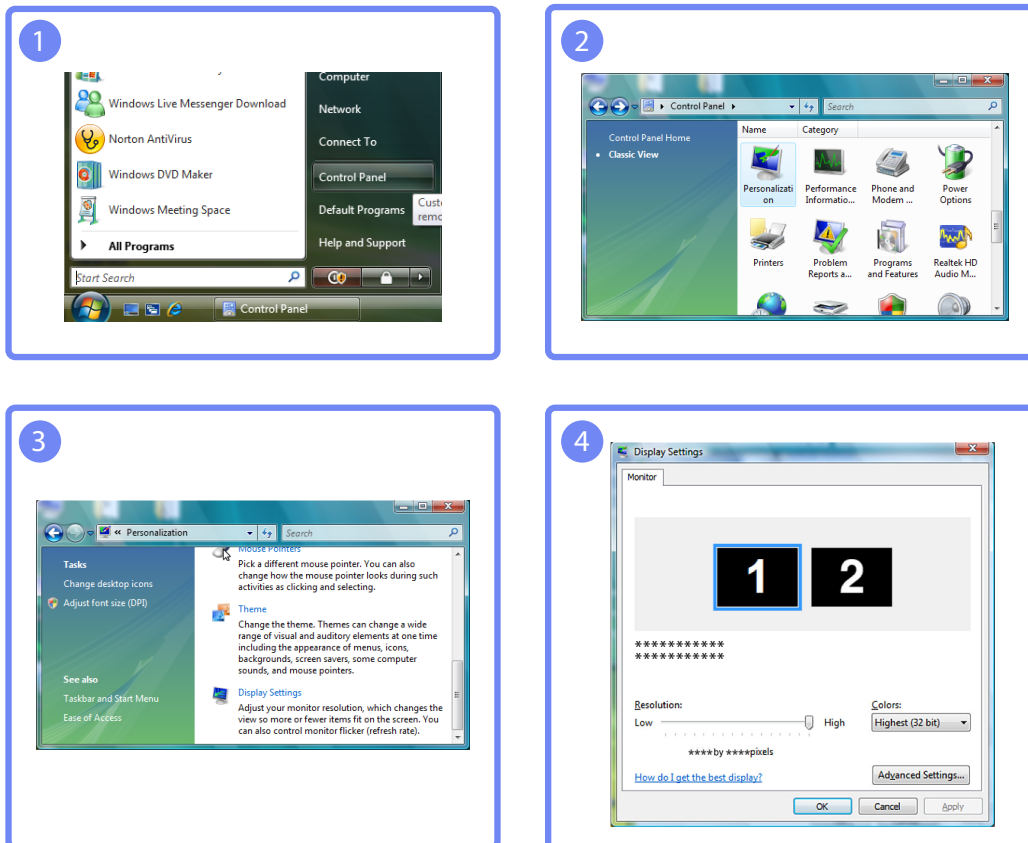 1
Computer
Windows Live Messenger Download
Network
Norton AntiVirus
Connect To
Windows DVD Maker
Control Panel
Windows Meeting Space
Default Programs
All Programs
Help and Support
Start Search
Control Panel
2
Control Panel
Search
Control Panel Home
Classic View
Name Category
Personalizati
on
Performance
Informatio...
Phone and
Modem ...
Power
Options
Printers
Problem
Reports a...
Programs
and Features
Realtek HD
Audio M...
3
« Personalization
Search
Tasks
Change desktop icons
Adjust font size (DPI)
See also
Taskbar and Start Menu
Ease of Access
Mouse Pointers
Pick a different mouse pointer. You can also
change how the mouse pointer looks during such
activities as clicking and selecting.
Theme
Change the theme. Themes can change a wide
range of visual and auditory elements at one time
including the appearance of menus, icons,
backgrounds, screen savers, some computer
sounds, and mouse pointers.
Display Settings
Adjust your monitor resolution, which changes the
view so more or fewer items fit on the screen. You
can also control monitor flicker (refresh rate).
4
Display Settings
Monitor
1 2
***********
***********
Resolution:
Low High
****by ****pixels
Colors:
Highest (32 bit)
How do I get the best display?
Advanced Settings...
OK Cancel Apply